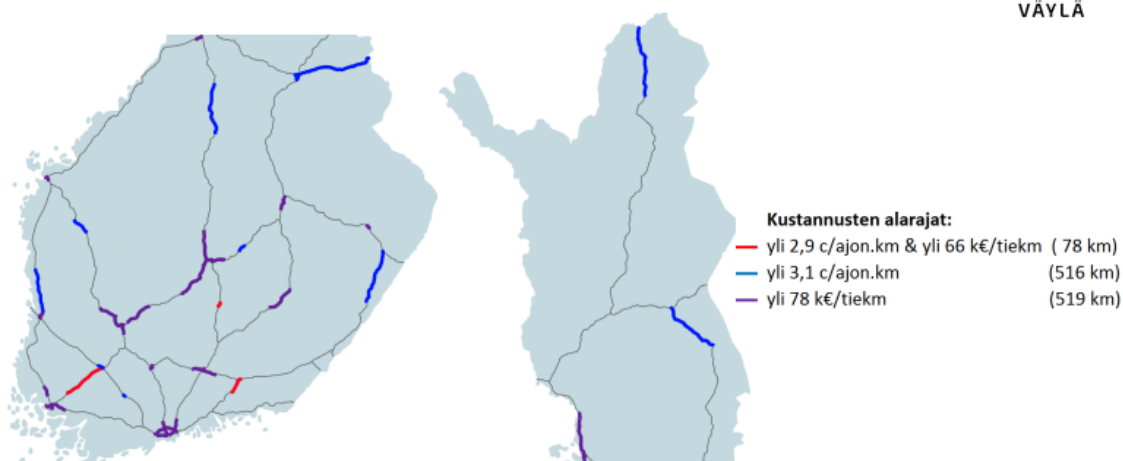 VÄYLÄ
Kustannusten alarajat:
yli 2,9 c/ajon.km & yli 66 k€/tiekm ( 78 km)
yli 3,1 c/ajon.km (516 km)
yli 78 k€/tiekm (519 km)